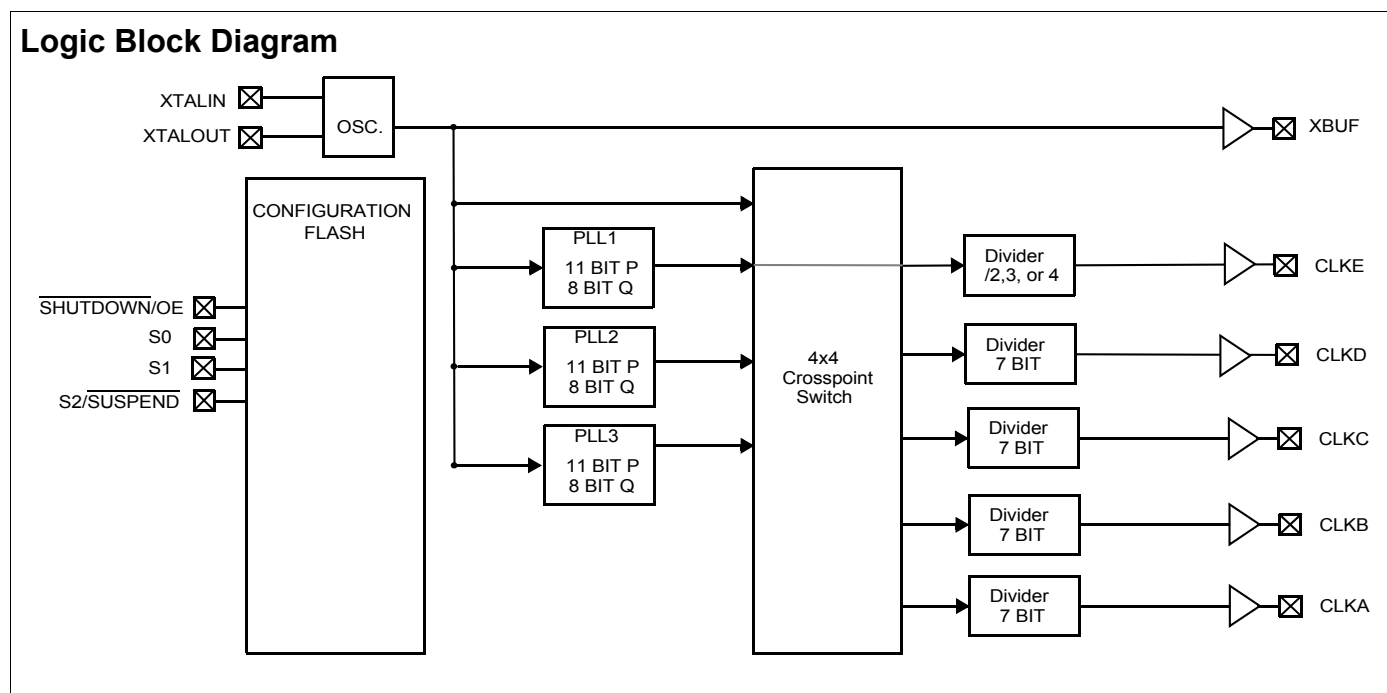 Logic Block Diagram
XTALIN
XTALOUT
OSC.
XBUF
CONFIGURATION
FLASH
SHUTDOWN/OE
S0
S1
S2/SUSPEND
PLL1
11 BIT P
8 BIT Q
PLL2
11 BIT P
8 BIT Q
PLL3
11 BIT P
8 BIT Q
4x4
Crosspoint
Switch
Divider
/2,3, or 4
CLKE
Divider
7 BIT
CLKD
Divider
7 BIT
CLKC
Divider
7 BIT
CLKB
Divider
7 BIT
CLKA